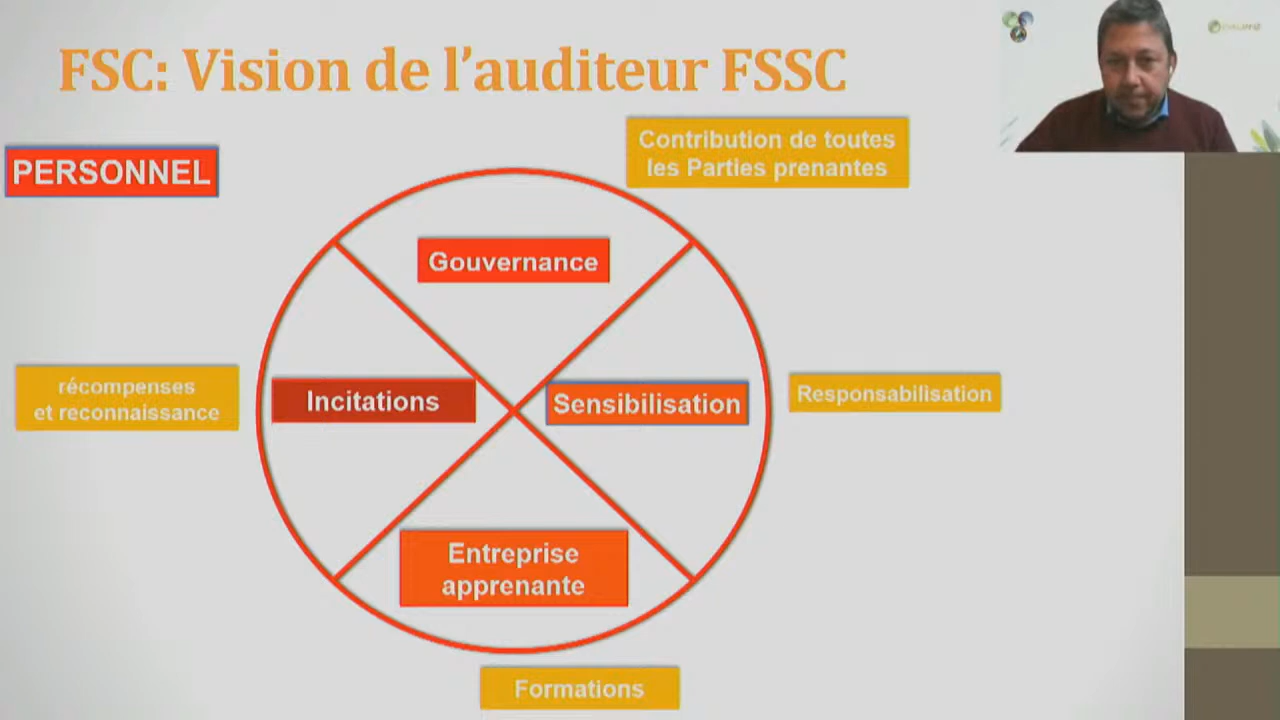 FSC: Vision de l’auditeur FSSC
PERSONNEL
Contribution de toutes
les Parties prenantes
Gouvernance
récompenses
et reconnaissance
Incitations
Sensibilisation
Responsabilisation
Entreprise
apprenante
Formations